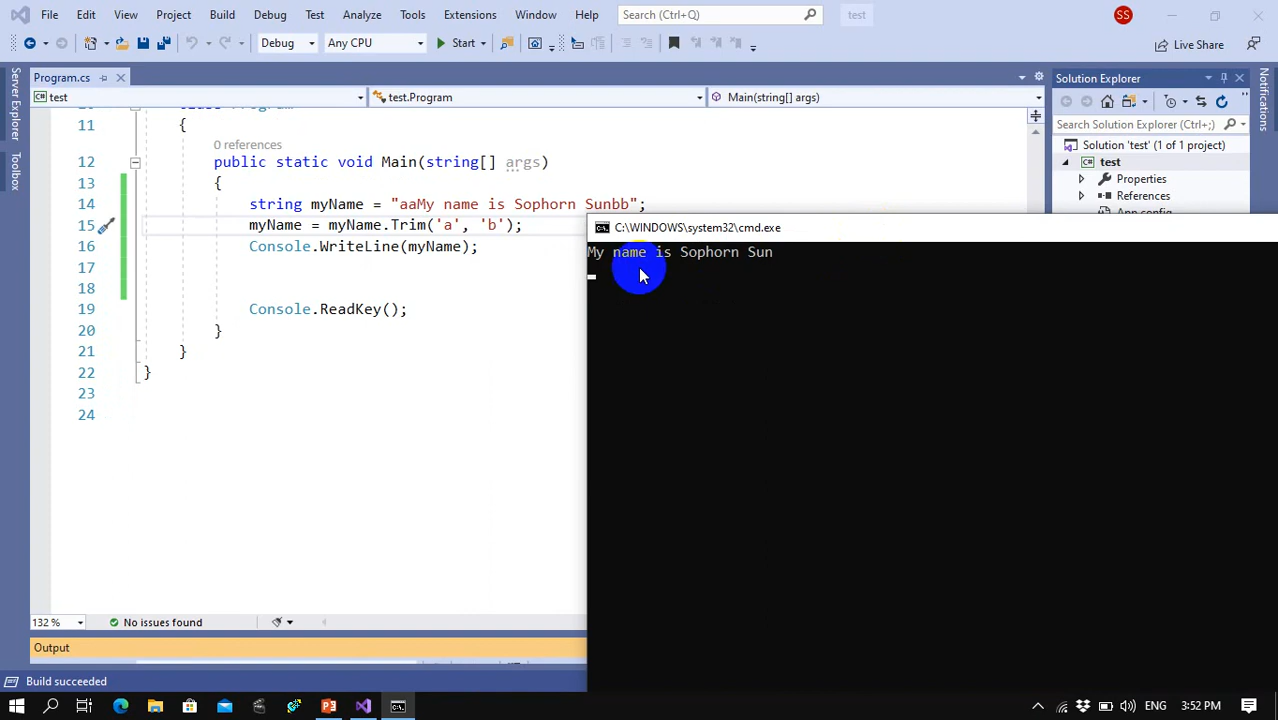 File Edit View Project Build Debug Test Analyze Tools Extensions Window Help Search (Ctrl+Q) test SS
Debug Any CPU Start Live Share
Program.cs
test test.Program Main(string[] args)
Server Explorer
Toolbox
Notifications
Solution Explorer
Search Solution Explorer (Ctrl+;)
Solution 'test' (1 of 1 project)
test
Properties
References
11 {
0 references
12 public static void Main(string[] args)
13 {
14 string myName = "aaMy name is Sophorn Sunbb";
15 myName = myName.Trim('a', 'b');
16 Console.WriteLine(myName);
17
18
19 Console.ReadKey();
20 }
21 }
22 }
23
24
C:\WINDOWS\system32\cmd.exe
My name is Sophorn Sun
132 % No issues found
Output
Build succeeded
ENG 3:52 PM